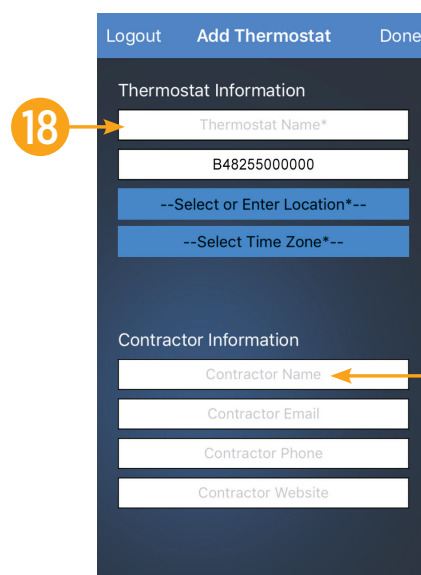 Logout Add Thermostat Done
Thermostat Information
18
Thermostat Name*
B48255000000
--Select or Enter Location*--
--Select Time Zone*--
Contractor Information
Contractor Name
Contractor Email
Contractor Phone
Contractor Website